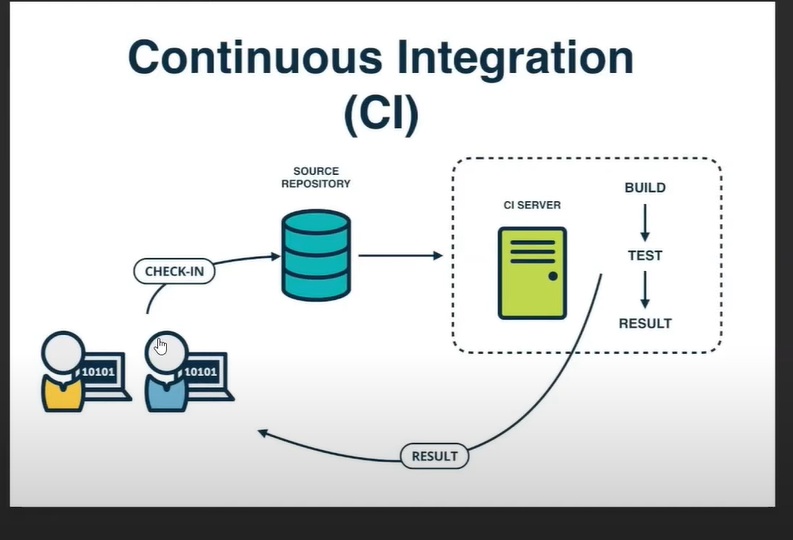 Continuous Integration
(CI)
SOURCE
REPOSITORY
CI SERVER
BUILD
TEST
RESULT
CHECK-IN
10101
10101
RESULT